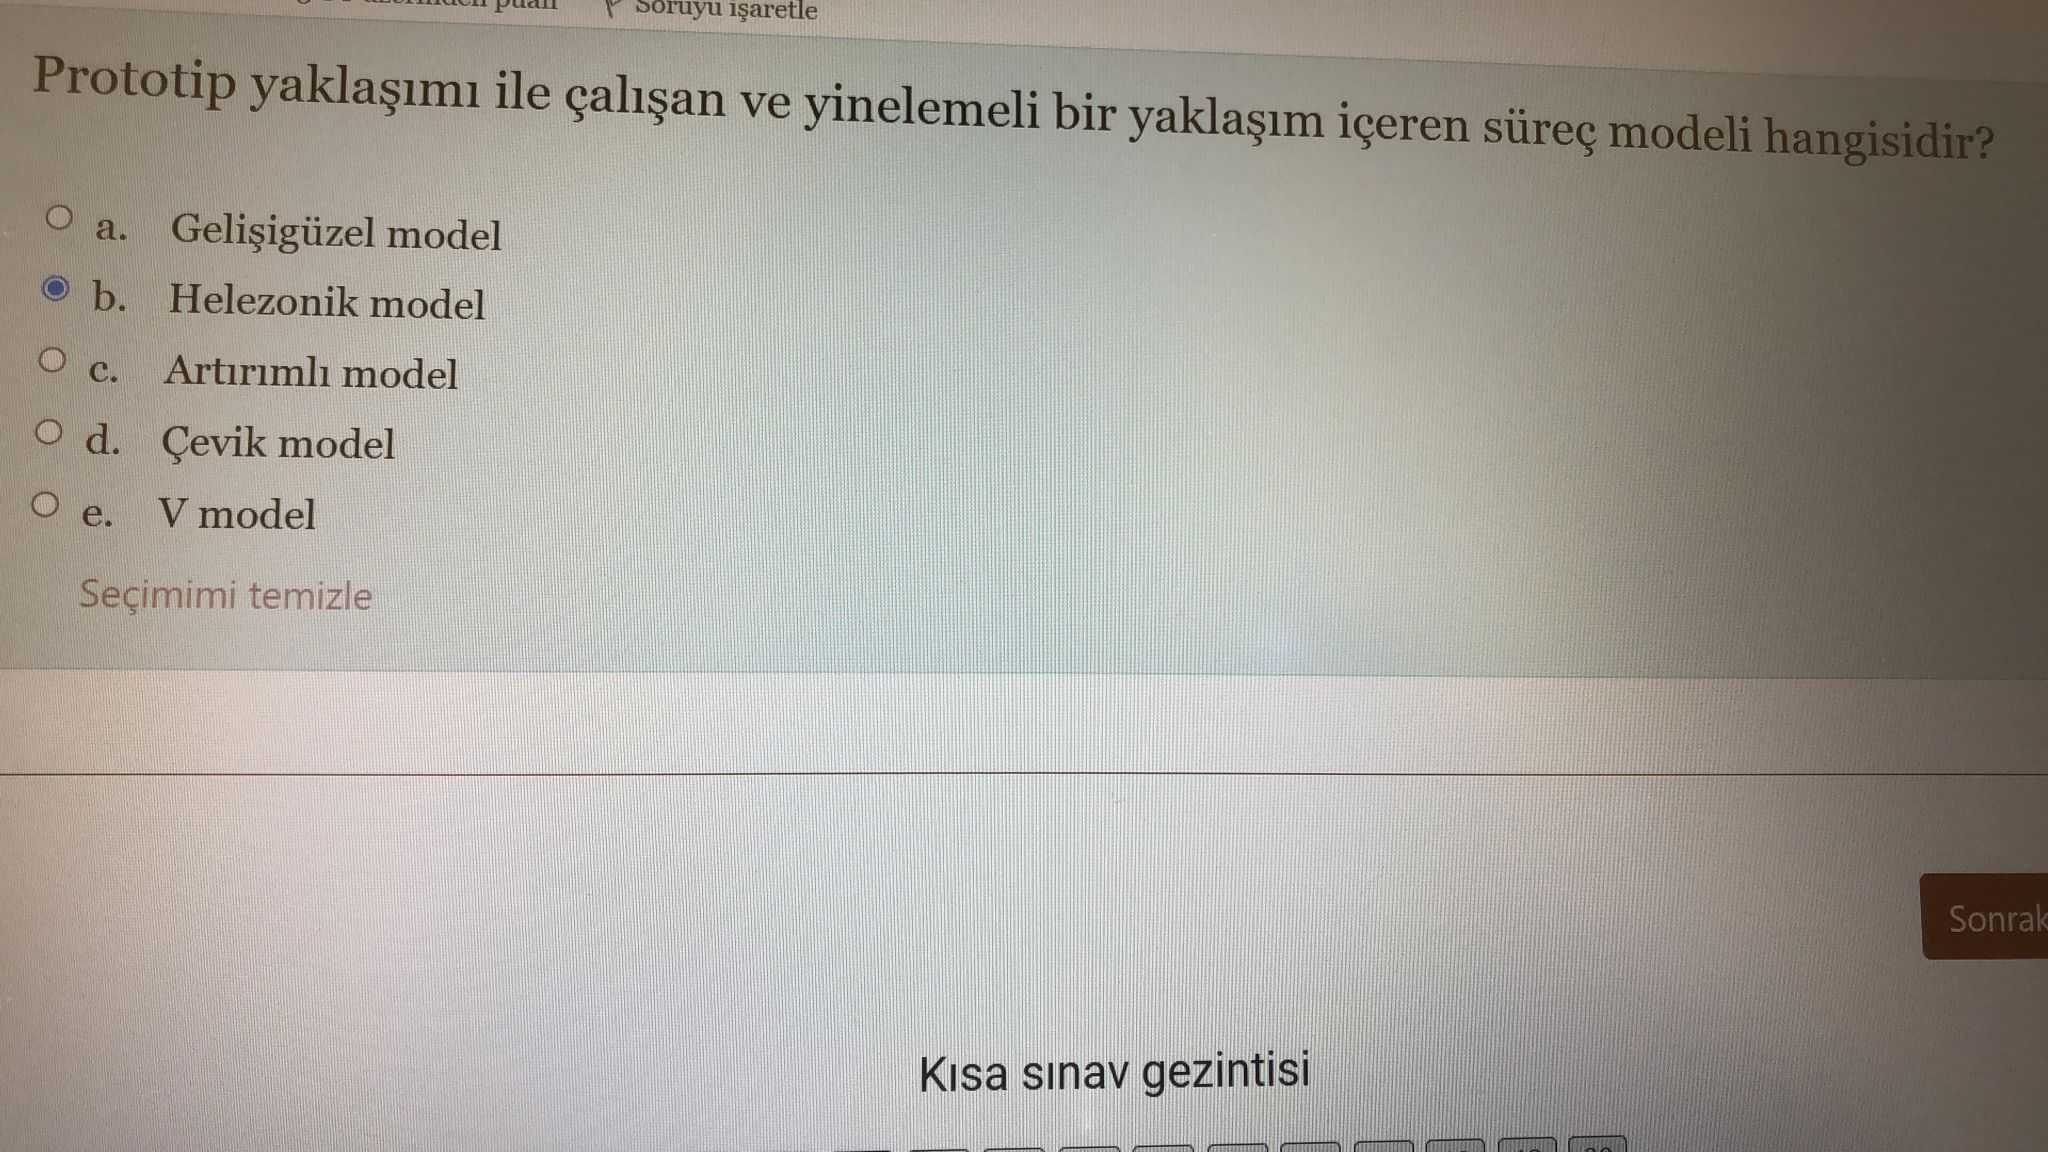 puan Soruyu işaretle
Prototip yaklaşımı ile çalışan ve yinelemeli bir yaklaşım içeren süreç modeli hangisidir?
a. Gelişigüzel model
b. Helezonik model
c. Artırımlı model
d. Çevik model
e. V model
Seçimimi temizle
Sonrak
Kısa sınav gezintisi